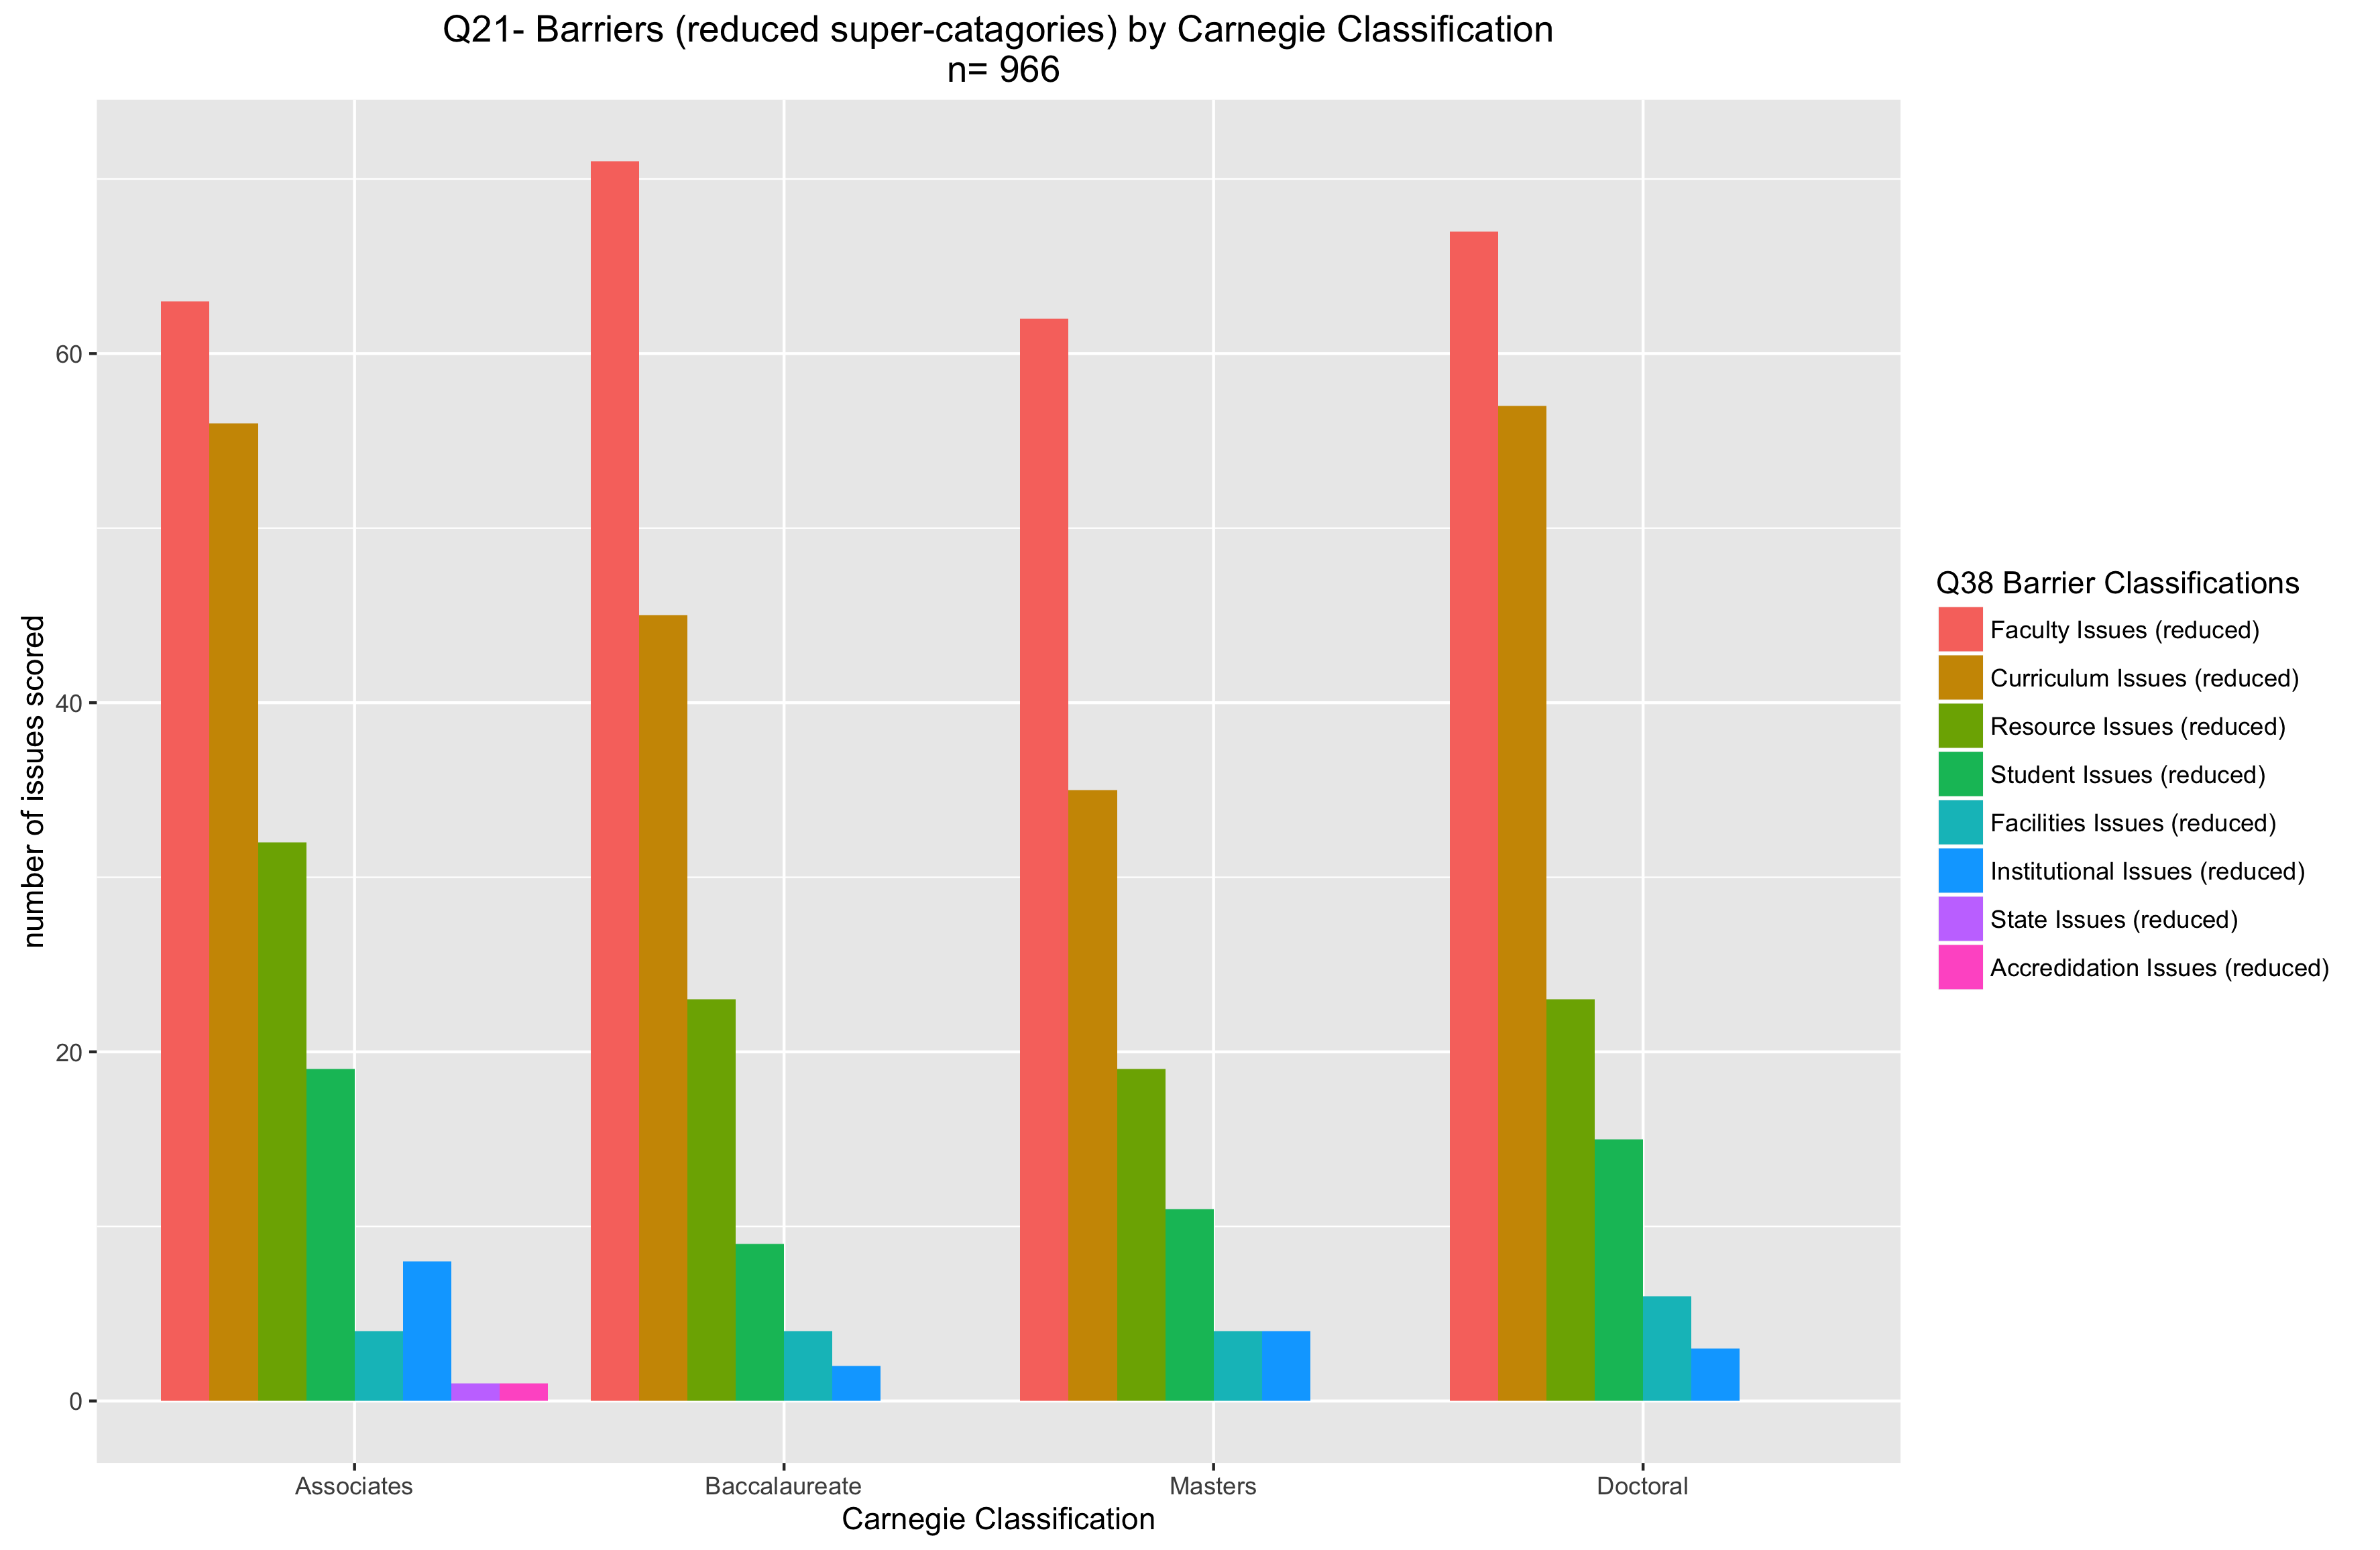 Q21- Barriers (reduced super-catagories) by Carnegie Classification
n= 966
number of issues scored
60
40
20
0
Associates
Baccalaureate
Masters
Doctoral
Carnegie Classification
Q38 Barrier Classifications
Faculty Issues (reduced)
Curriculum Issues (reduced)
Resource Issues (reduced)
Student Issues (reduced)
Facilities Issues (reduced)
Institutional Issues (reduced)
State Issues (reduced)
Accredidation Issues (reduced)